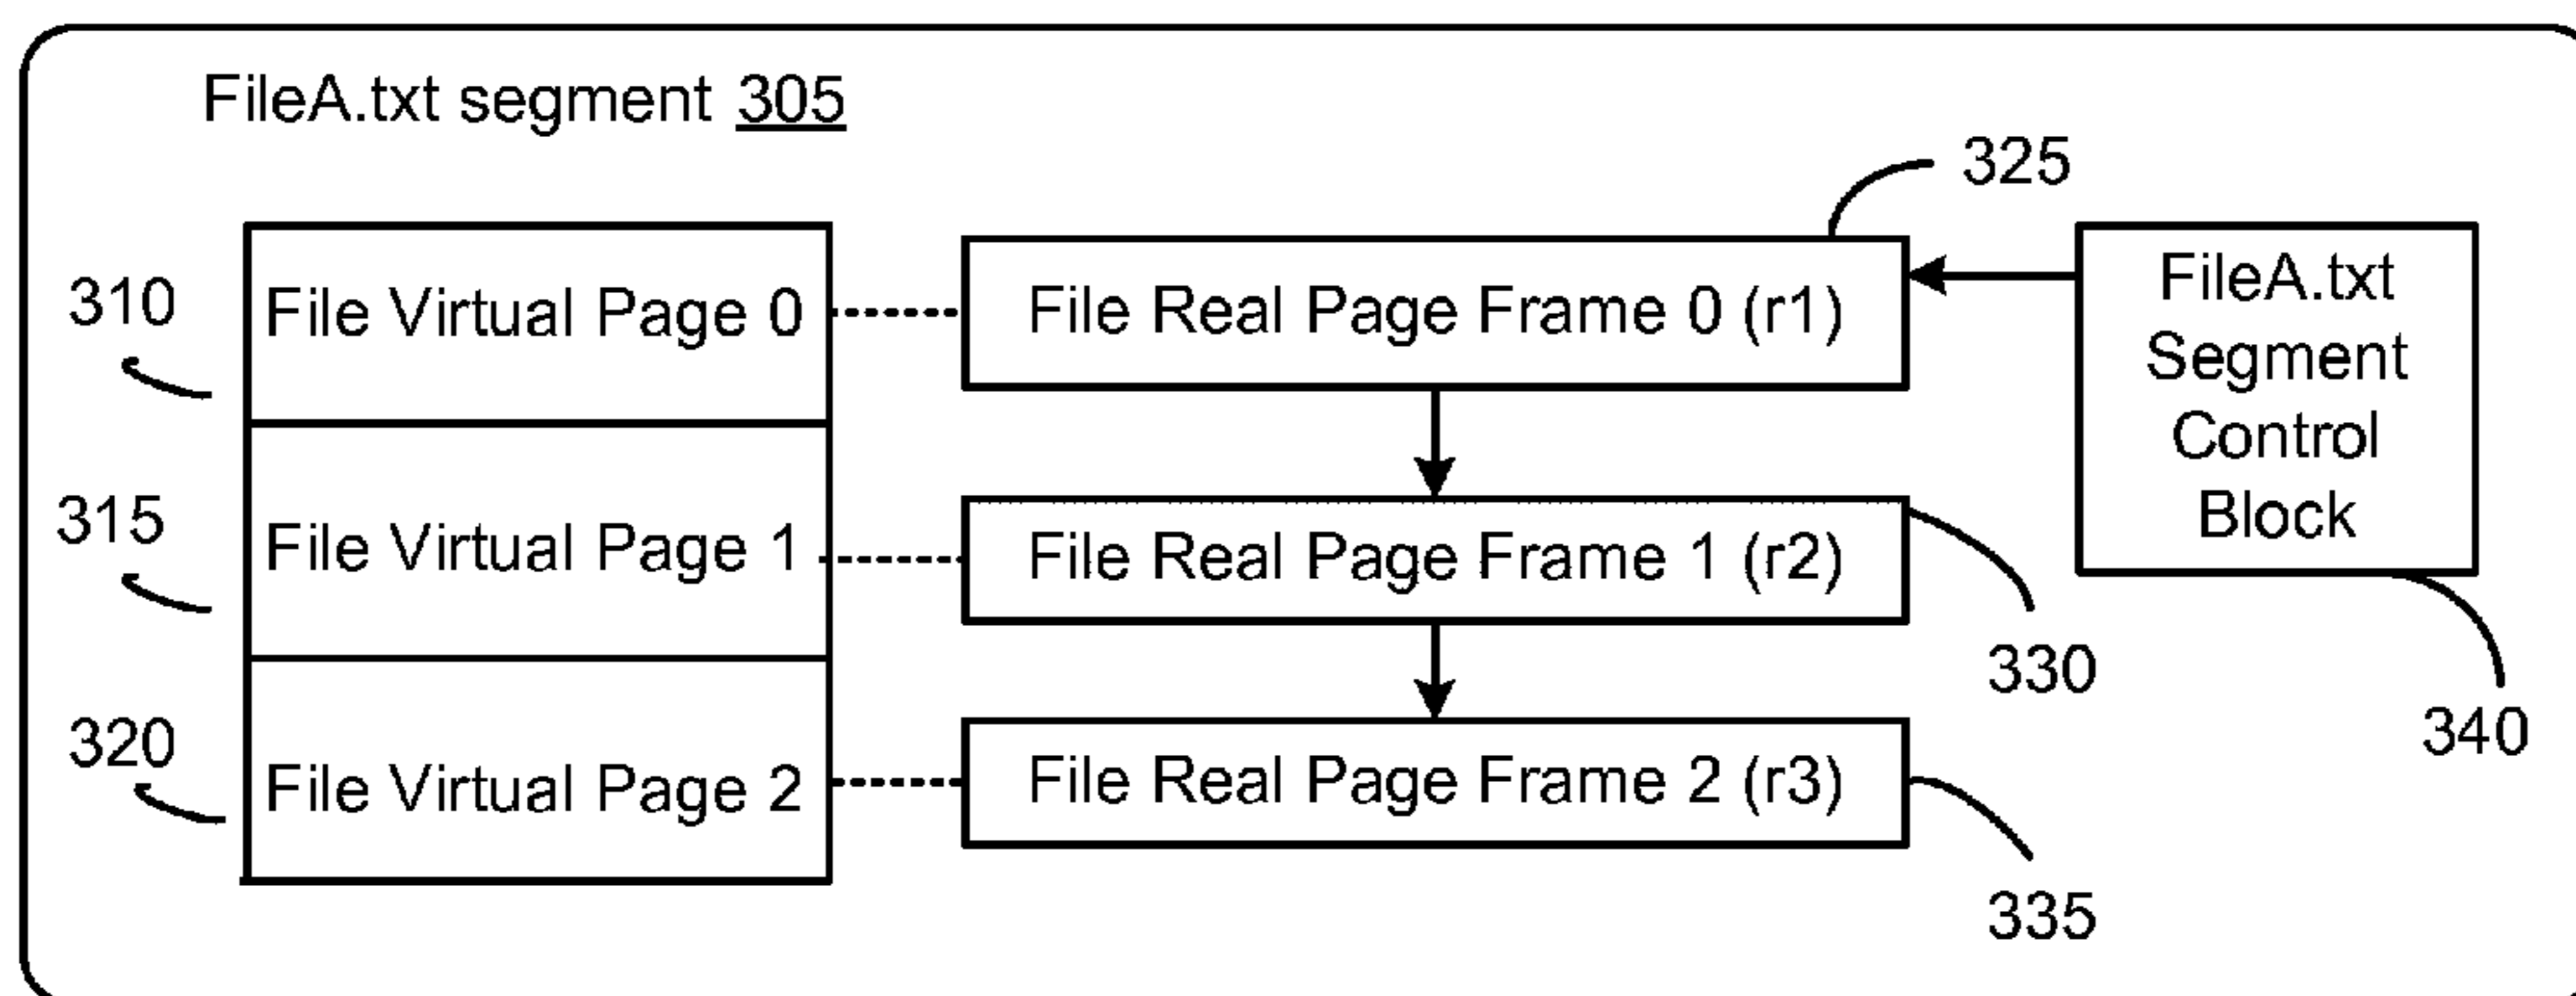 FileA.txt segment 305
325
310
File Virtual Page 0
File Real Page Frame 0 (r1)
FileA.txt
Segment
Control
Block
315
File Virtual Page 1
File Real Page Frame 1 (r2)
330
340
320
File Virtual Page 2
File Real Page Frame 2 (r3)
335